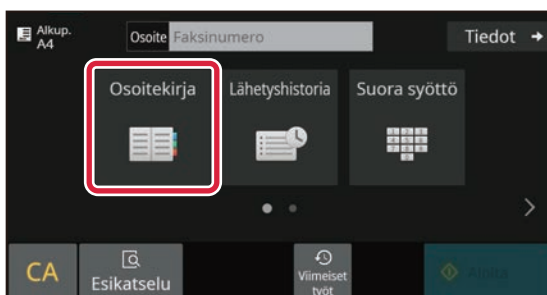 Alkup.
A4
Osoite Faksinumero
Tiedot
Osoitekirja
Lähetyshistoria
Suora syöttö
CA
Esikatselu
Viimeiset
työt
Aloita